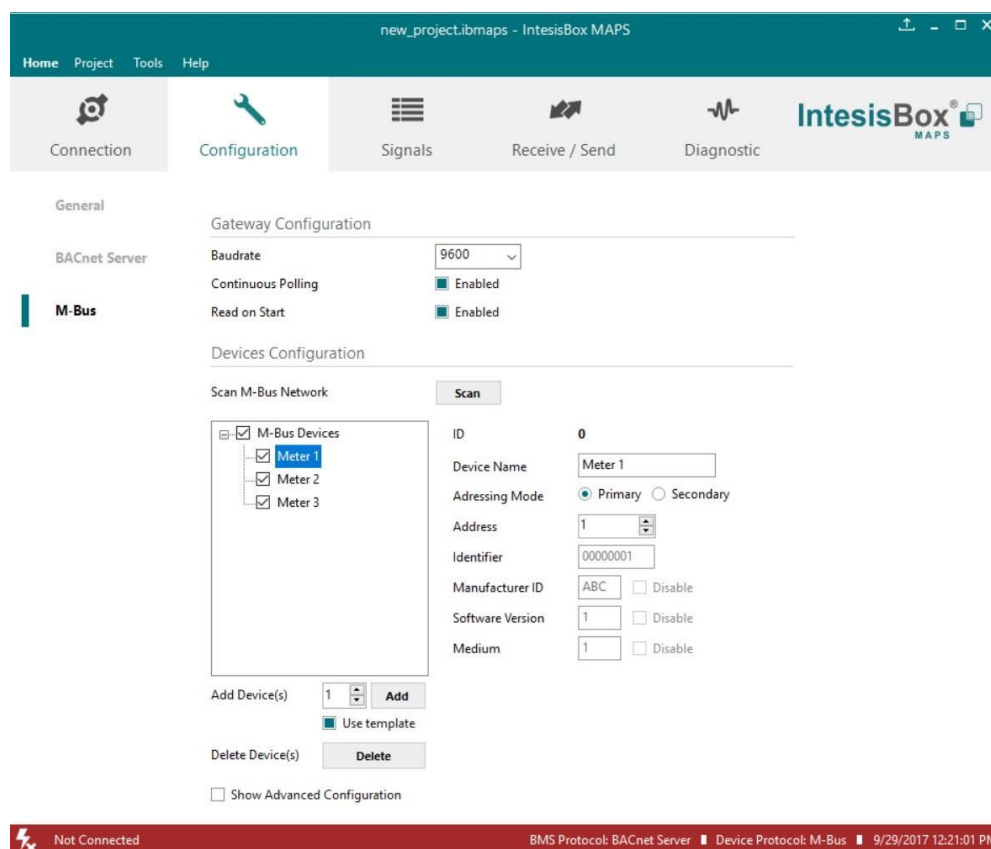 new_project.ibmaps - IntesisBox MAPS
Home Project Tools Help
Connection Configuration Signals Receive / Send Diagnostic
IntesisBox® MAPS
General
BACnet Server
M-Bus
Gateway Configuration
Baudrate 9600
Continuous Polling Enabled
Read on Start Enabled
Devices Configuration
Scan M-Bus Network Scan
M-Bus Devices
Meter 1
Meter 2
Meter 3
ID 0
Device Name Meter 1
Adressing Mode Primary Secondary
Address 1
Identifier 00000001
Manufacturer ID ABC Disable
Software Version 1 Disable
Medium 1 Disable
Add Device(s) 1 Add
Use template
Delete Device(s) Delete
Show Advanced Configuration
Not Connected BMS Protocol: BACnet Server Device Protocol: M-Bus 9/29/2017 12:21:01 PM